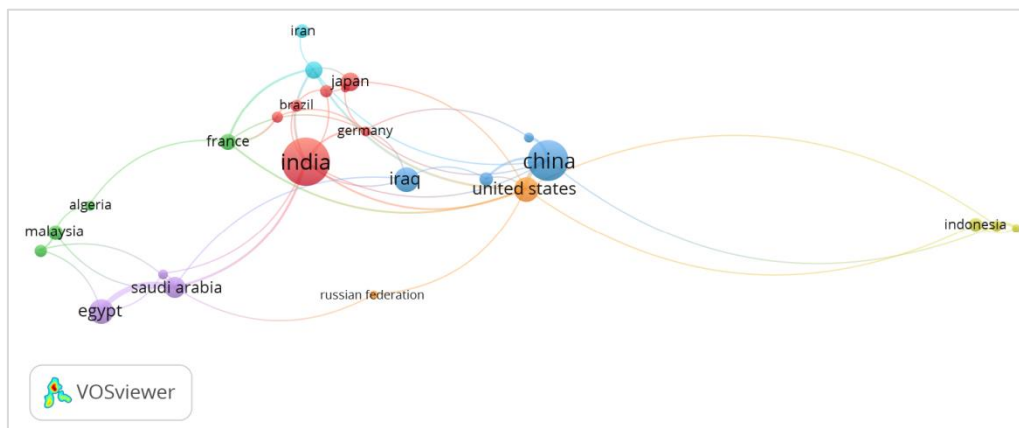 iran
japan
brazil
germany
france
india
china
iraq
united states
algeria
malaysia
indonesia
saudi arabia
russian federation
egypt
VOSviewer